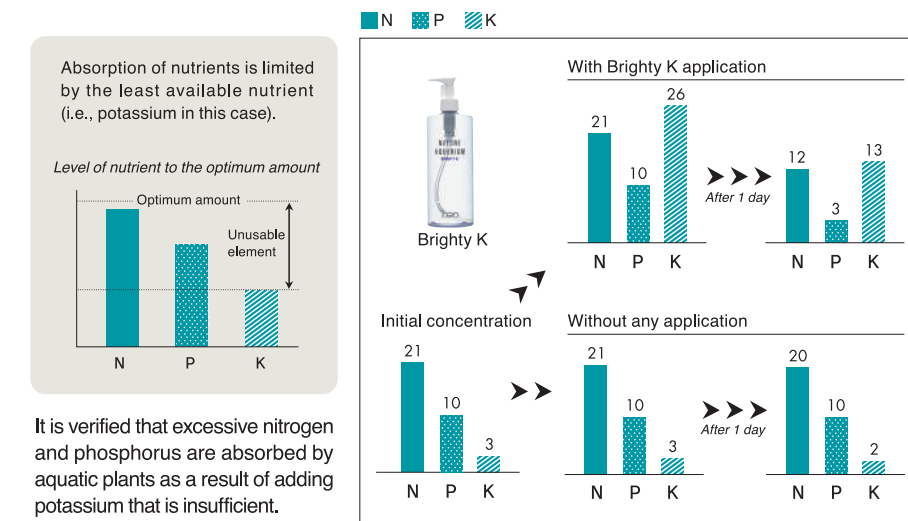 N P K
Absorption of nutrients is limited
by the least available nutrient
(i.e., potassium in this case).
Level of nutrient to the optimum amount
Optimum amount
Unusable
element
N P K
It is verified that excessive nitrogen
and phosphorus are absorbed by
aquatic plants as a result of adding
potassium that is insufficient.
With Brighty K application
NATURE
AQUARIUM
Brighty K
21 10 26
N P K
After 1 day
12 3 13
N P K
Initial concentration
21 10 3
N P K
Without any application
21 10 3
N P K
After 1 day
20 10 2
N P K